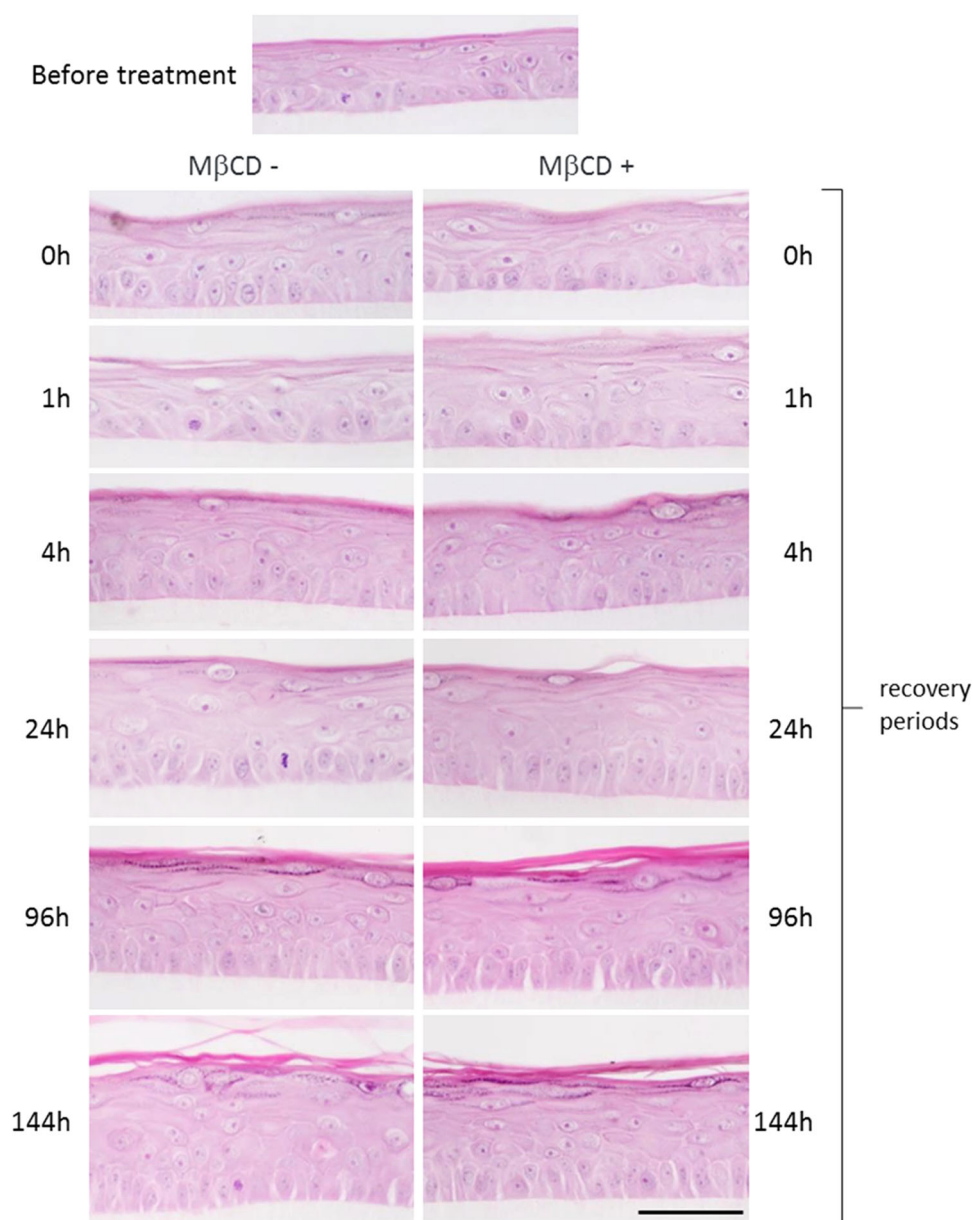 Before treatment
MβCD -
MβCD +
0h
0h
1h
1h
4h
4h
24h
24h
recovery
periods
96h
96h
144h
144h